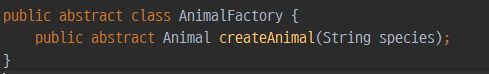 public abstract class AnimalFactory {
    public abstract Animal createAnimal(String species);
}